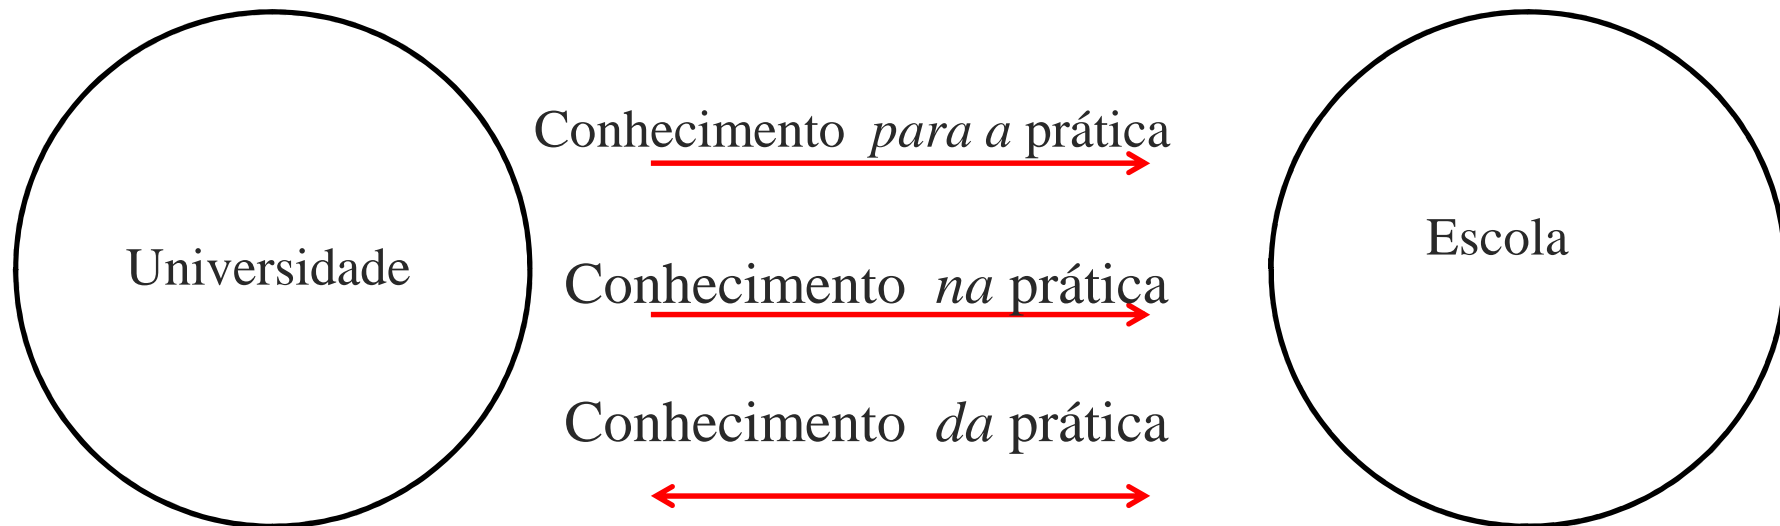 Conhecimento para a prática
Escola
Universidade
Conhecimento na prática
Conhecimento da prática